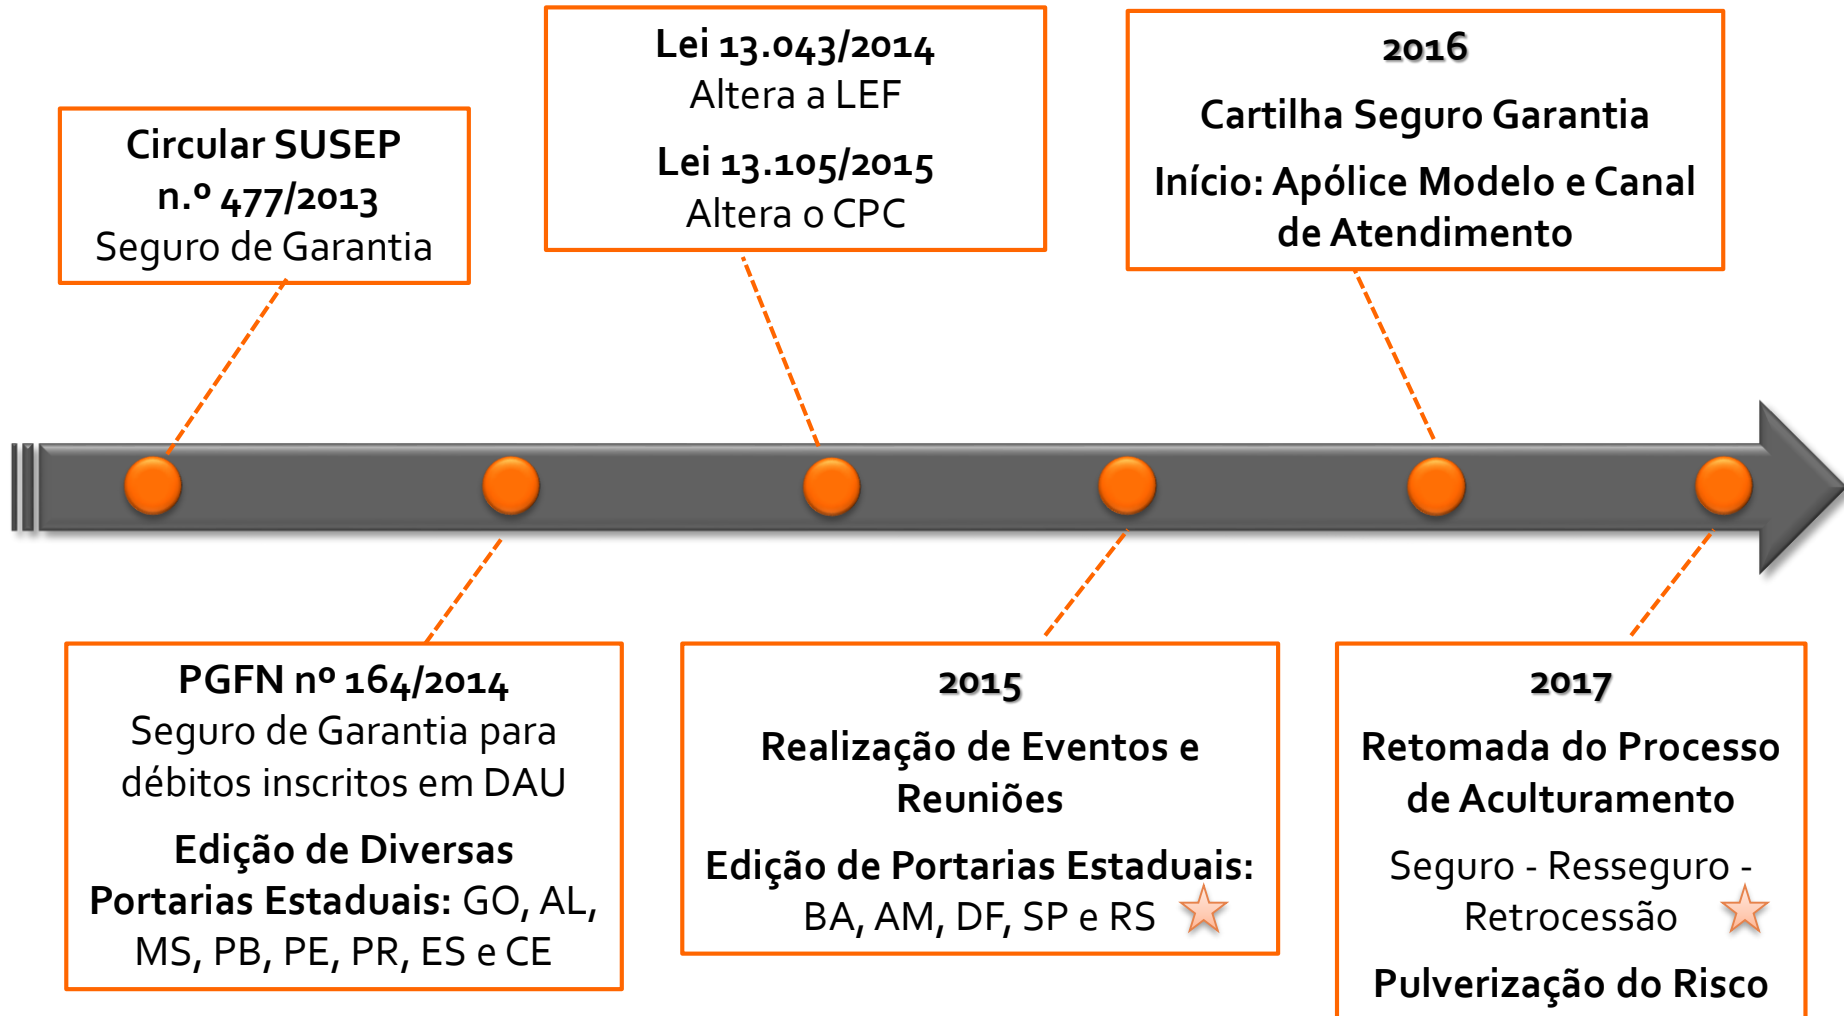 Circular SUSEP
n.º 477/2013
Seguro de Garantia
PGFN nº 164/2014
Seguro de Garantia para
débitos inscritos em DAU
Edição de Diversas
Portarias Estaduais: GO, AL,
MS, PB, PE, PR, ES e CE
Lei 13.043/2014
Altera a LEF
Lei 13.105/2015
Altera o CPC
2015
Realização de Eventos e
Reuniões
Edição de Portarias Estaduais:
BA, AM, DF, SP e RS
2016
Cartilha Seguro Garantia
Início: Apólice Modelo e Canal
de Atendimento
2017
Retomada do Processo
de Aculturamento
Seguro - Resseguro -
Retrocessão
Pulverização do Risco